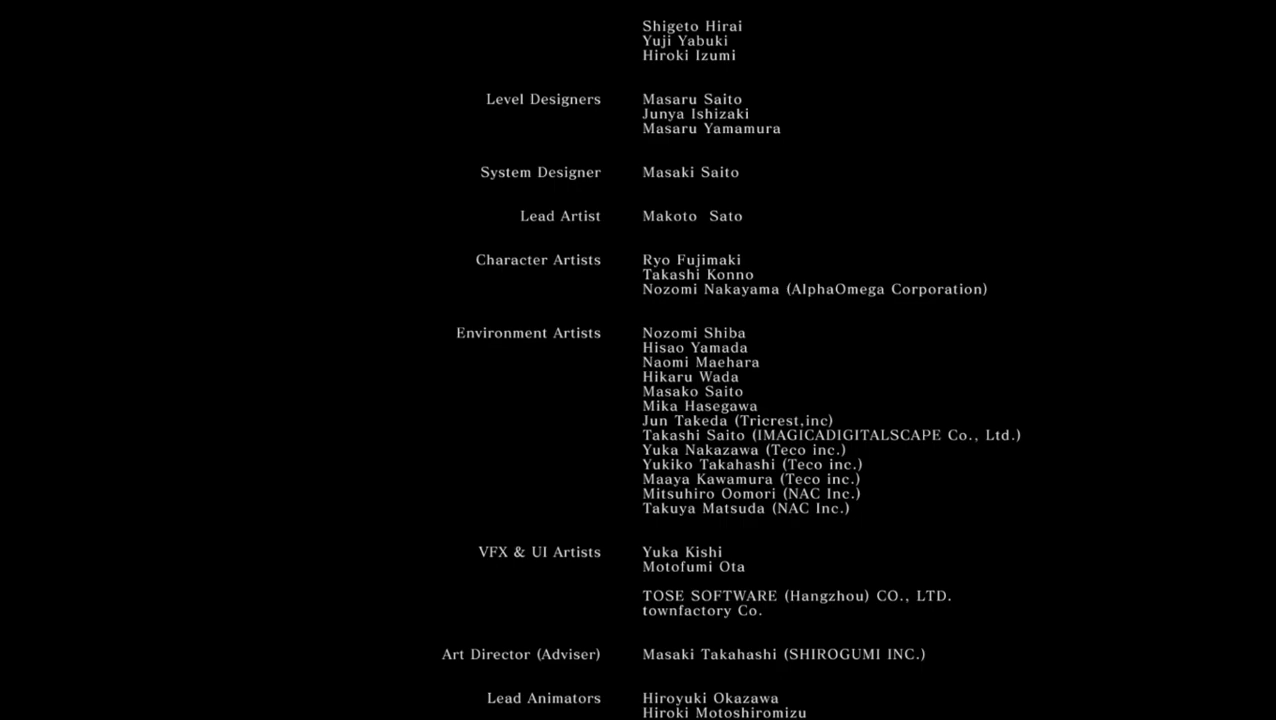 Shigeto Hirai
Yuji Yabuki
Hiroki Izumi
Level Designers Masaru Saito
Junya Ishizaki
Masaru Yamamura
System Designer Masaki Saito
Lead Artist Makoto Sato
Character Artists Ryo Fujimaki
Takashi Konno
Nozomi Nakayama (AlphaOmega Corporation)
Environment Artists Nozomi Shiba
Hisao Yamada
Naomi Maehara
Hikaru Wada
Masako Saito
Mika Hasegawa
Jun Takeda (Tricrest,inc)
Takashi Saito (IMAGICADIGITALSCAPE Co., Ltd.)
Yuka Nakazawa (Teco inc.)
Yukiko Takahashi (Teco inc.)
Maaya Kawamura (Teco inc.)
Mitsuhiro Oomori (NAC Inc.)
Takuya Matsuda (NAC Inc.)
VFX & UI Artists Yuka Kishi
Motofumi Ota
TOSE SOFTWARE (Hangzhou) CO., LTD.
townfactory Co.
Art Director (Adviser) Masaki Takahashi (SHIROGUMI INC.)
Lead Animators Hiroyuki Okazawa
Hiroki Motoshiromizu